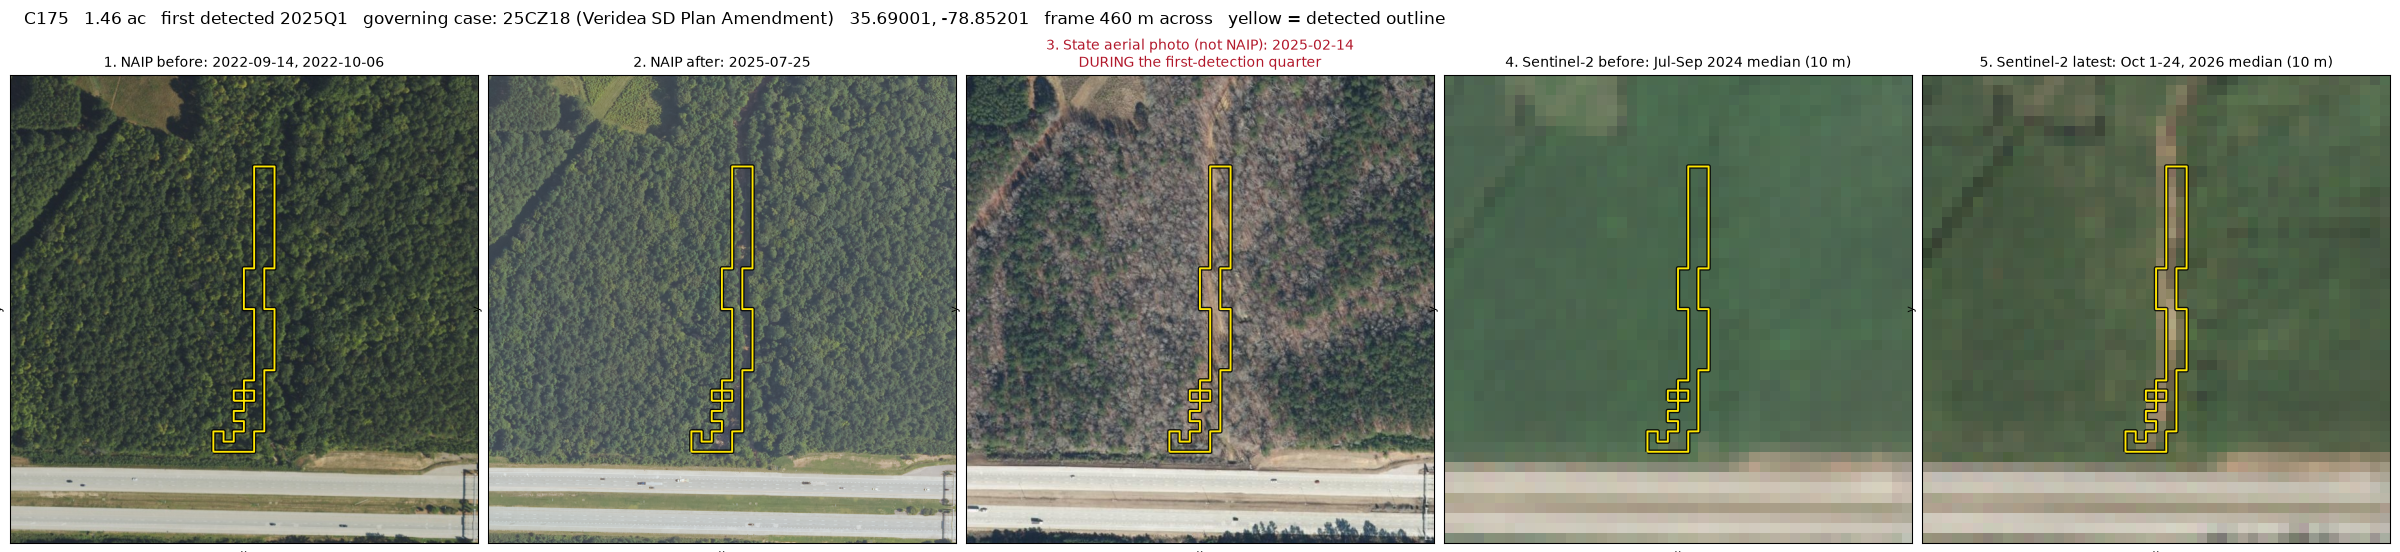 C175   1.46 ac   first detected 2025Q1   governing case: 25CZ18 (Veridea SD Plan Amendment)   35.69001, -78.85201   frame 460 m across   yellow = detected outline
1. NAIP before: 2022-09-14, 2022-10-06
2. NAIP after: 2025-07-25
3. State aerial photo (not NAIP): 2025-02-14
DURING the first-detection quarter
4. Sentinel-2 before: Jul-Sep 2024 median (10 m)
5. Sentinel-2 latest: Oct 1-24, 2026 median (10 m)